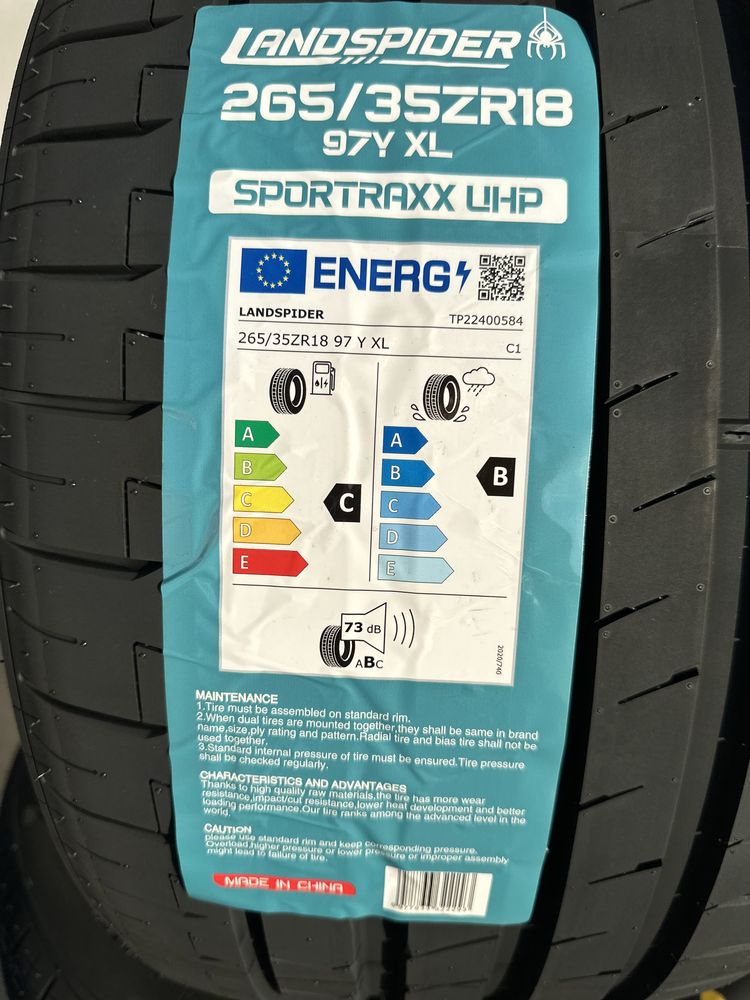 LANDSPIDER
265/35ZR18
97Y XL
SPORTRAXX UHP
ENERG
LANDSPIDER TP22400584
265/35ZR18 97 Y XL C1
A A
B B B
C C C
D D
E E
73 dB
ABC
2020/740
MAINTENANCE
1.Tire must be assembled on standard rim.
2.When dual tires are mounted together,they shall be same in brand
name,size,ply rating and pattern.Radial tire and bias tire shall not be
used together.
3.Standard internal pressure of tire must be ensured.Tire pressure
shall be checked regularly.
CHARACTERISTICS AND ADVANTAGES
Thanks to high quality raw materials,the tire has more wear
resistance,impact/cut resistance,lower heat development and better
loading performance.Our tire ranks among the advanced level in the
world.
CAUTION
please use standard rim and keep corresponding pressure.
Overload,higher pressure or lower pressure or improper assembly
might lead to failure of tire.
MADE IN CHINA